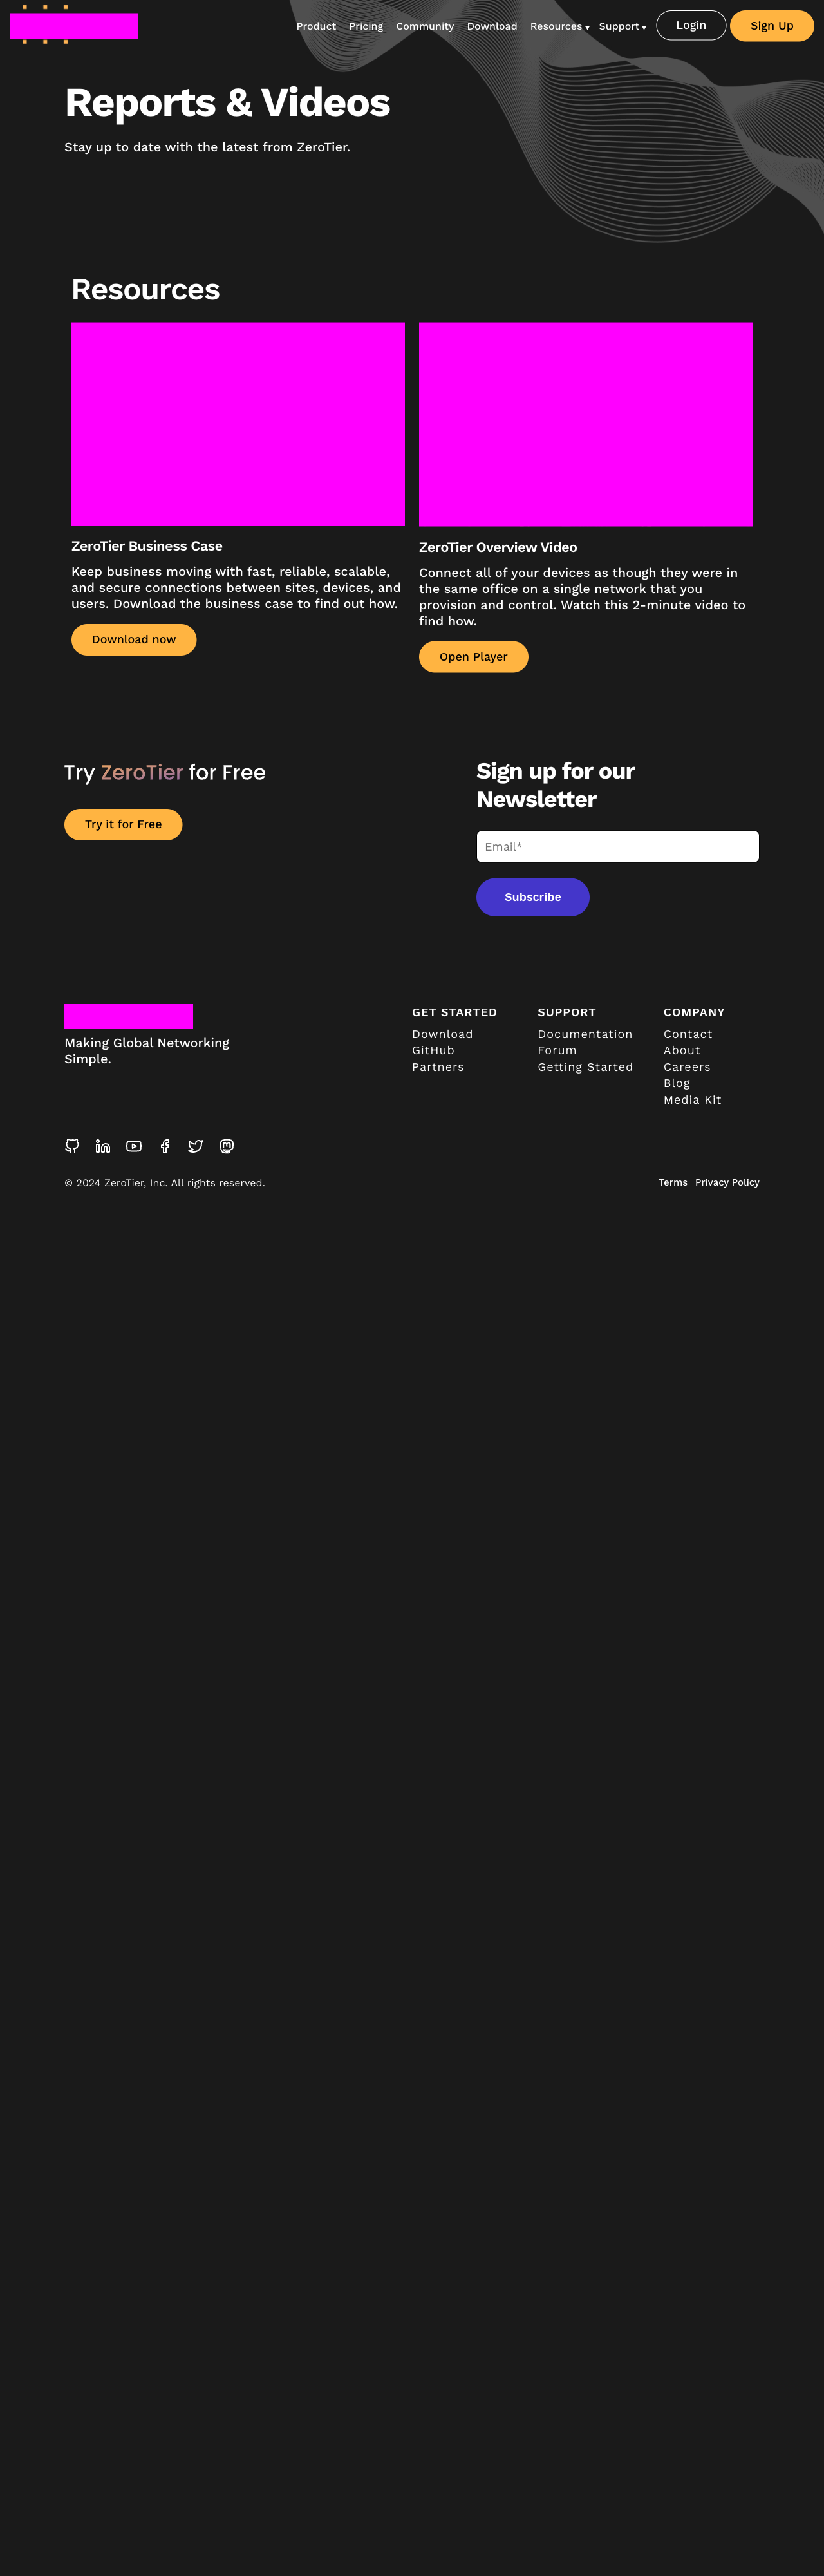 Product Pricing Community Download Resources Support Login Sign Up
Reports & Videos
Stay up to date with the latest from ZeroTier.
Resources
ZeroTier Business Case
Keep business moving with fast, reliable, scalable,
and secure connections between sites, devices, and
users. Download the business case to find out how.
Download now
ZeroTier Overview Video
Connect all of your devices as though they were in
the same office on a single network that you
provision and control. Watch this 2-minute video to
find how.
Open Player
Try ZeroTier for Free
Try it for Free
Sign up for our
Newsletter
Email*
Subscribe
Making Global Networking
Simple.
GET STARTED
Download
GitHub
Partners
SUPPORT
Documentation
Forum
Getting Started
COMPANY
Contact
About
Careers
Blog
Media Kit
© 2024 ZeroTier, Inc. All rights reserved.
Terms Privacy Policy